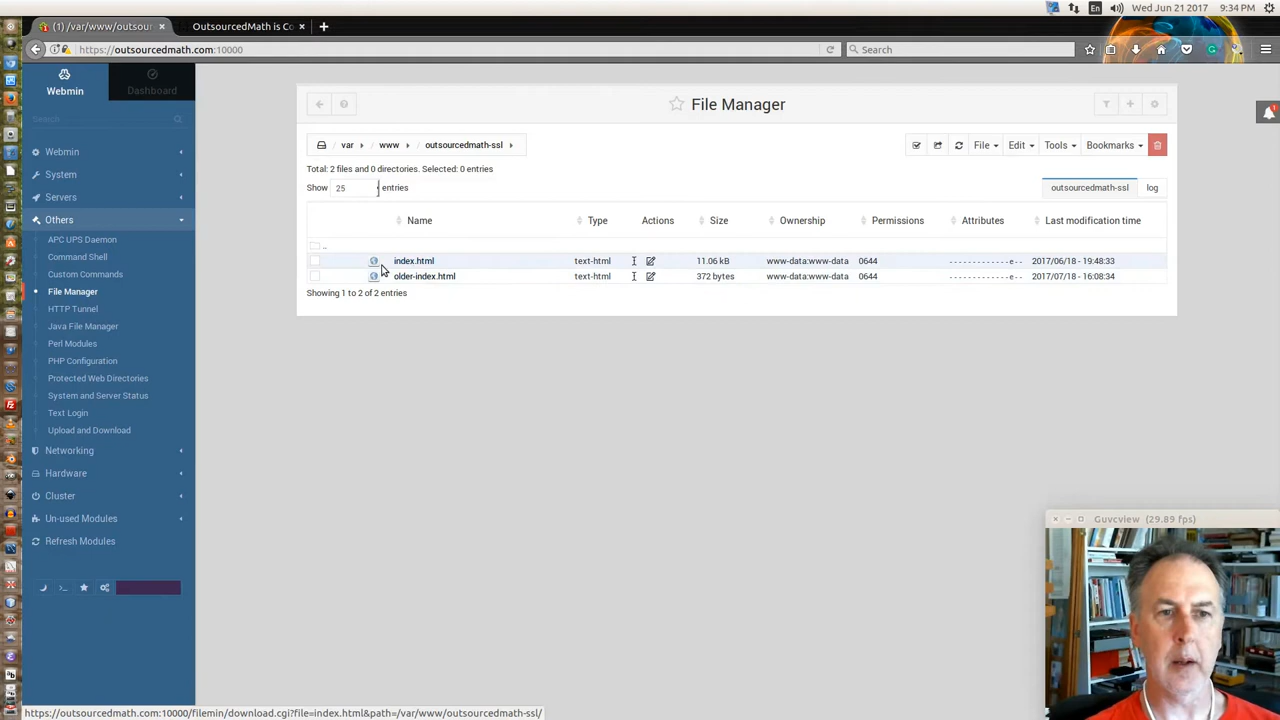 En
Wed Jun 21 2017 9:34 PM
(1) /var/www/outsour
OutsourcedMath is Co
https://outsourcedmath.com:10000
Search
Webmin
Dashboard
Search
Webmin
System
Servers
Others
APC UPS Daemon
Command Shell
Custom Commands
File Manager
HTTP Tunnel
Java File Manager
Perl Modules
PHP Configuration
Protected Web Directories
System and Server Status
Text Login
Upload and Download
Networking
Hardware
Cluster
Un-used Modules
Refresh Modules
File Manager
var www outsourcedmath-ssl
File Edit Tools Bookmarks
Total: 2 files and 0 directories. Selected: 0 entries
Show 25 entries
outsourcedmath-ssl log
Name Type Actions Size Ownership Permissions Attributes Last modification time
..
index.html text-html 11.06 kB www-data:www-data 0644 ------------e-- 2017/06/18 - 19:48:33
older-index.html text-html 372 bytes www-data:www-data 0644 ------------e-- 2017/07/18 - 16:08:34
Showing 1 to 2 of 2 entries
Guvcview (29.89 fps)
https://outsourcedmath.com:10000/filemin/download.cgi?file=index.html&path=/var/www/outsourcedmath-ssl/